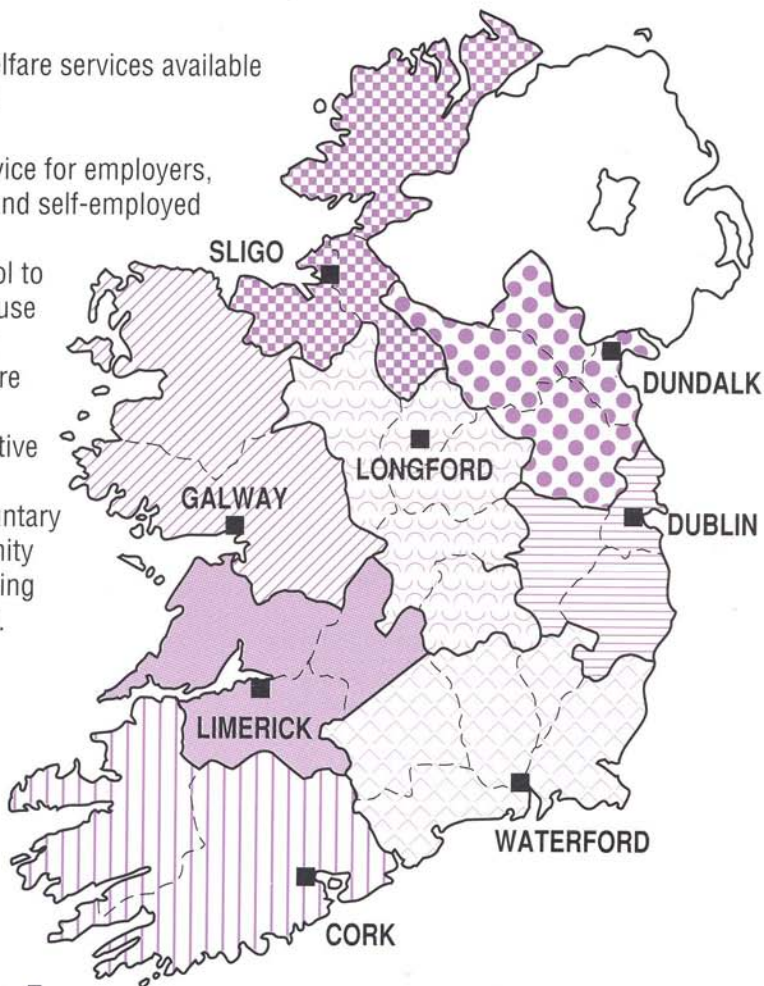 elfare services available
vice for employers,
nd self-employed
ol to
use
re
tive
ntary
nity
ing
SLIGO
DUNDALK
LONGFORD
GALWAY
DUBLIN
LIMERICK
WATERFORD
CORK